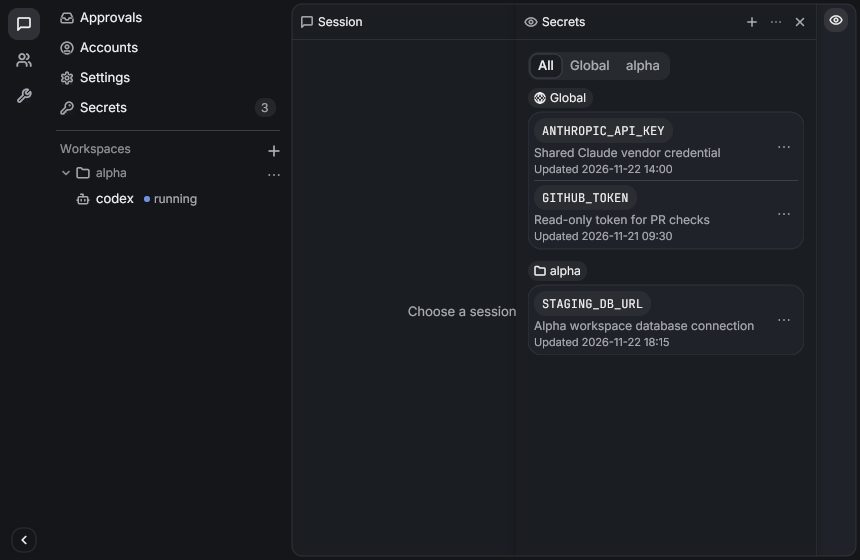 Approvals
Accounts
Settings
Secrets 3
Workspaces
alpha
codex running
Session
Choose a session
Secrets
All Global alpha
Global
ANTHROPIC_API_KEY
Shared Claude vendor credential
Updated 2026-11-22 14:00
GITHUB_TOKEN
Read-only token for PR checks
Updated 2026-11-21 09:30
alpha
STAGING_DB_URL
Alpha workspace database connection
Updated 2026-11-22 18:15